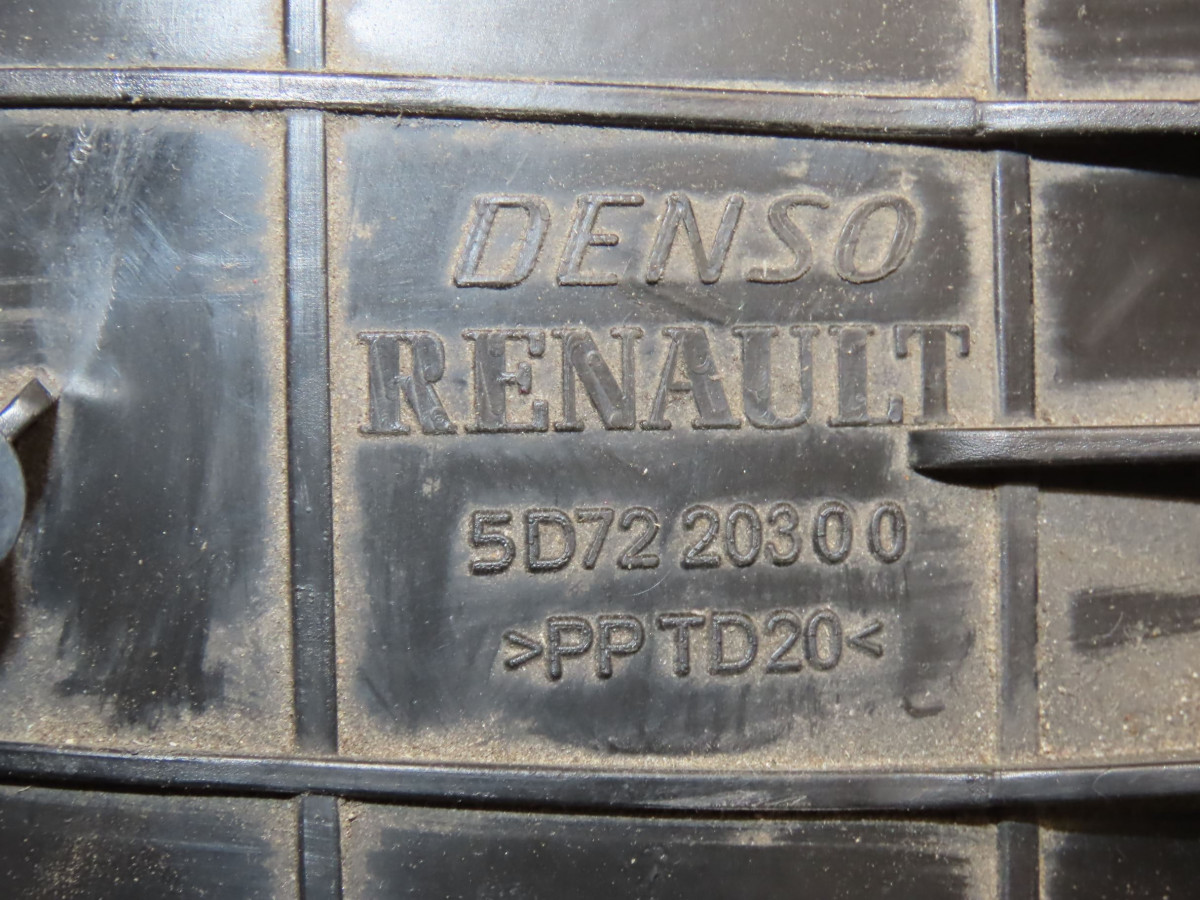 DENSO
RENAULT
5D72 20300
>PPTD20<